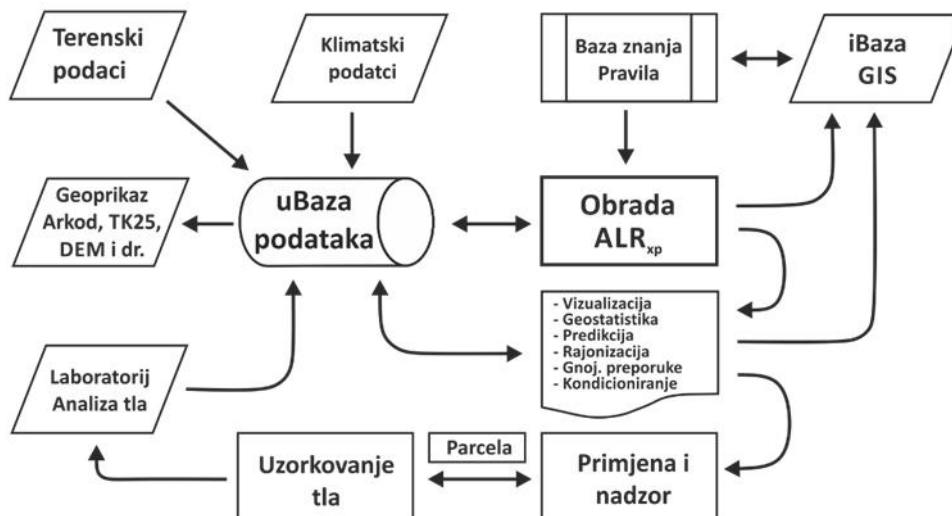 Terenski
podaci
Klimatski
podatci
Baza znanja
Pravila
iBaza
GIS
Geoprikaz
Arkod, TK25,
DEM i dr.
uBaza
podataka
Obrada
ALRxp
- Vizualizacija
- Geostatistika
- Predikcija
- Rajonizacija
- Gnoj. preporuke
- Kondicioniranje
Laboratorij
Analiza tla
Uzorkovanje
tla
Parcela
Primjena i
nadzor